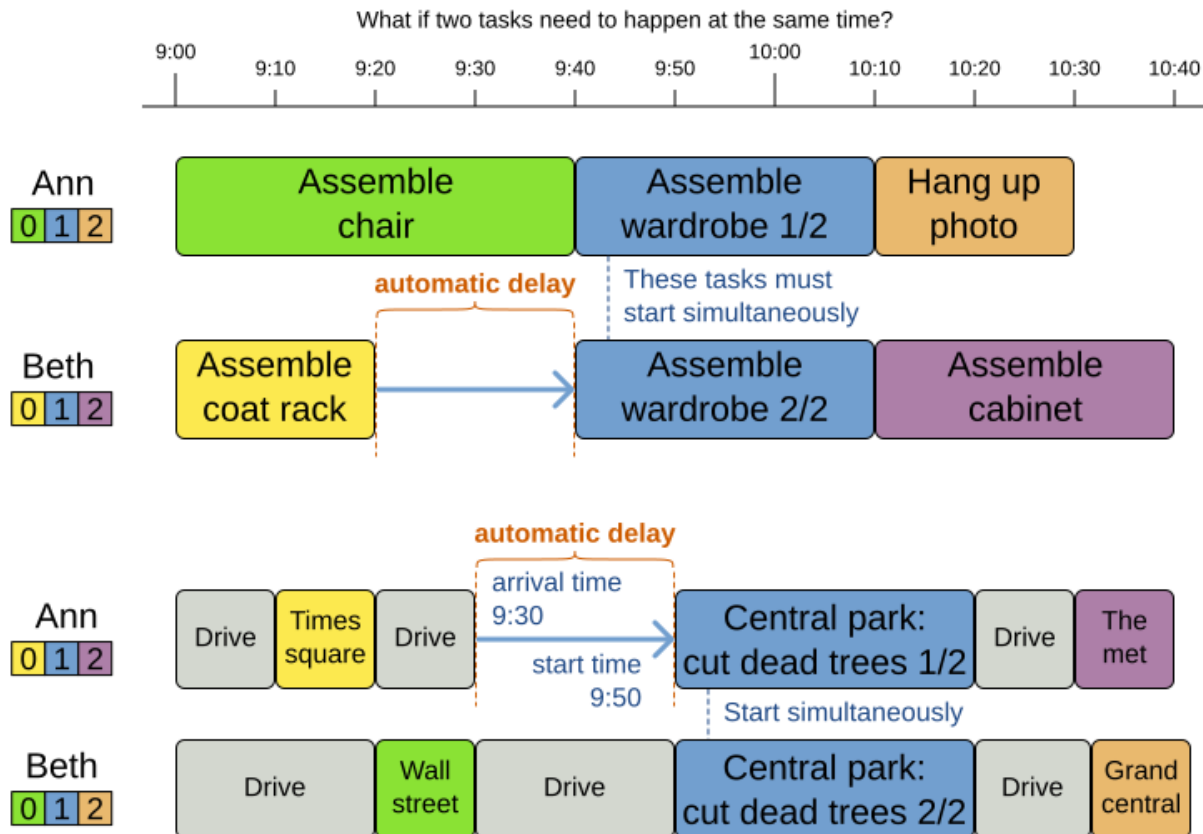 What if two tasks need to happen at the same time?
9:00 10:00
9:10 9:20 9:30 9:40 9:50 10:10 10:20 10:30 10:40
Ann
0 1 2
Assemble
chair
Assemble
wardrobe 1/2
Hang up
photo
automatic delay
These tasks must
start simultaneously
Beth
0 1 2
Assemble
coat rack
Assemble
wardrobe 2/2
Assemble
cabinet
automatic delay
Ann
0 1 2
Drive
Times
square
Drive
arrival time
9:30
start time
9:50
Central park:
cut dead trees 1/2
Drive
The
met
Start simultaneously
Beth
0 1 2
Drive
Wall
street
Drive
Central park:
cut dead trees 2/2
Drive
Grand
central